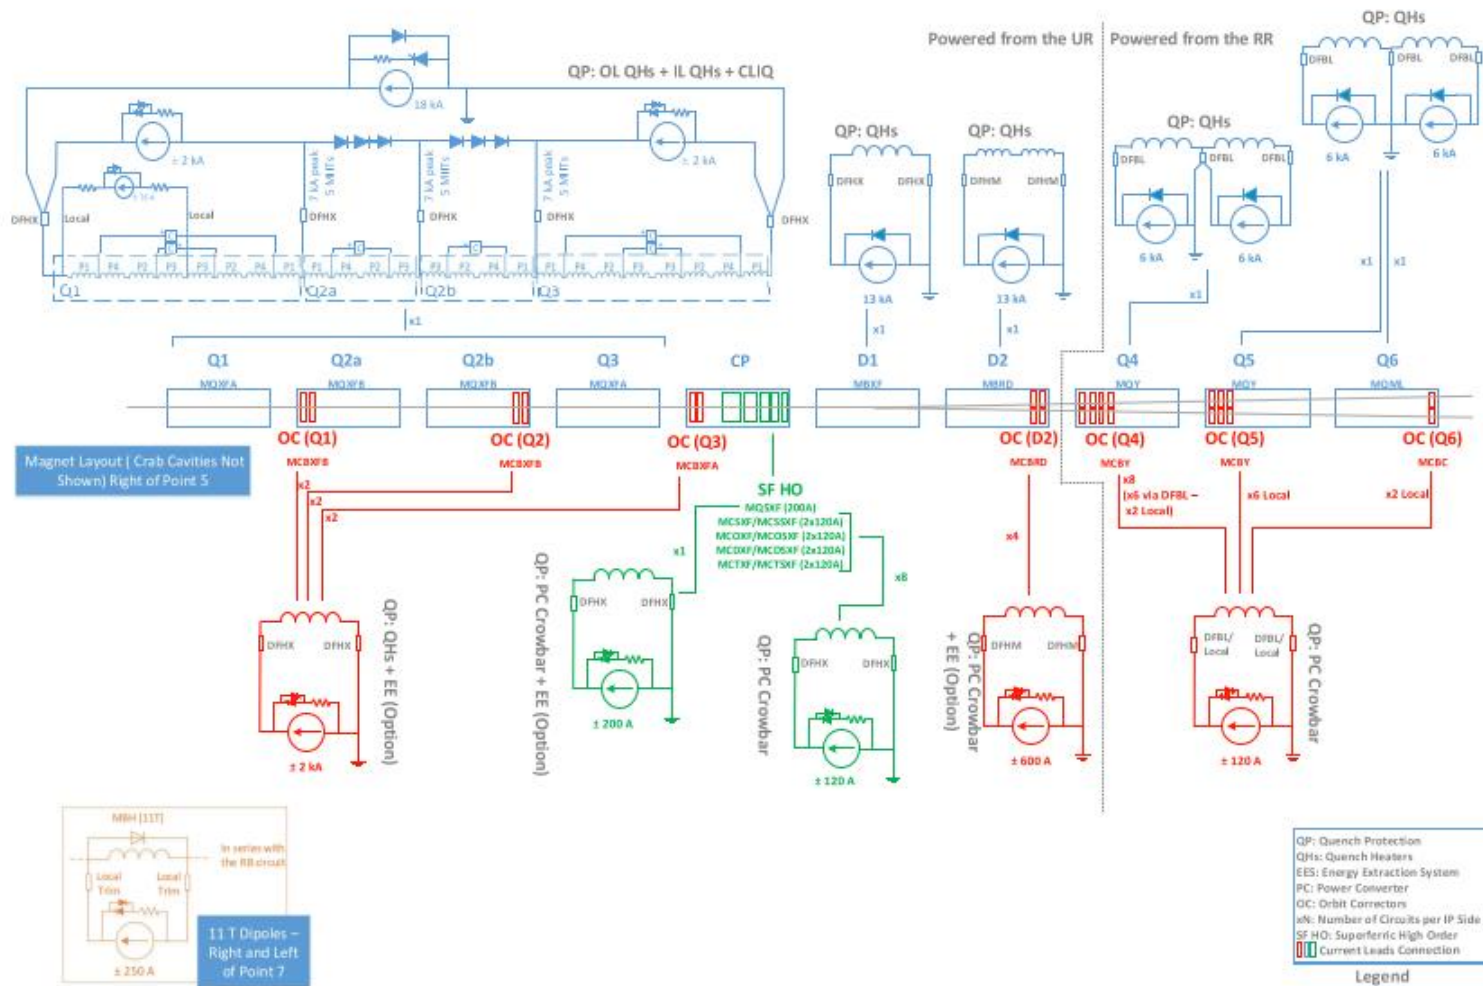 QP: QHs
Powered from the UR
Powered from the RR
QP: OL QHs + IL QHs + CLIQ
18 kA
DFBL
DFBL
DFBL
6 kA
6 kA
± 2 kA
± 2 kA
7 kA peak
5 MIITs
7 kA peak
5 MIITs
7 kA peak
5 MIITs
QP: QHs
QP: QHs
QP: QHs
DFBL
DFBL
DFBL
DFHX
DFHX
DFHM
DFHM
DFHX
Local
Local
DFHX
DFHX
DFHX
DFHX
6 kA
6 kA
13 kA
13 kA
Q1
Q2a
Q2b
Q3
x1
x1
x1
x1
x1
x1
Q1
Q2a
Q2b
Q3
CP
D1
D2
Q4
Q5
Q6
MQXFA
MQXFB
MQXFB
MQXFA
MBXF
MBRD
MQY
MQY
MQML
OC (Q1)
OC (Q2)
OC (Q3)
OC (D2)
OC (Q4)
OC (Q5)
OC (Q6)
MCBXFB
MCBXFB
MCBXFA
MCBRD
MCBY
MCBY
MCBC
Magnet Layout ( Crab Cavities Not
Shown) Right of Point 5
x2
x2
x2
SF HO
MQSXF (200A)
MCSXF/MCSSXF (2x120A)
MCOXF/MCOSXF (2x120A)
MCDXF/MCDSXF (2x120A)
MCTXF/MCTSXF (2x120A)
x1
x8
x4
x8
(x6 via DFBL –
x2 Local)
x6 Local
x2 Local
DFHX
DFHX
± 2 kA
QP: QHs + EE (Option)
DFHX
DFHX
± 200 A
QP: PC Crowbar + EE (Option)
DFHX
DFHX
± 120 A
QP: PC Crowbar
DFHM
DFHM
± 600 A
QP: PC Crowbar
+ EE (Option)
DFBL/
Local
DFBL/
Local
± 120 A
QP: PC Crowbar
MBH (11T)
In series with
the RB circuit
Local
Trim
Local
Trim
± 250 A
11 T Dipoles –
Right and Left
of Point 7
QP: Quench Protection
QHs: Quench Heaters
EES: Energy Extraction System
PC: Power Converter
OC: Orbit Correctors
xN: Number of Circuits per IP Side
SF HO: Superferric High Order
Current Leads Connection
Legend